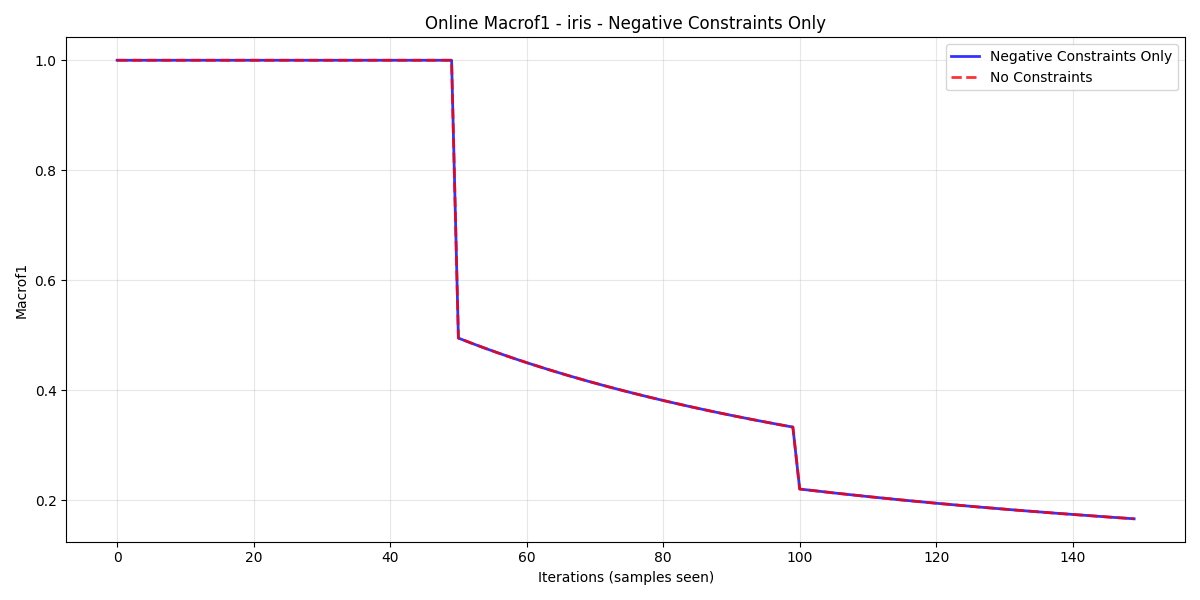 Online Macrof1 - iris - Negative Constraints Only
Negative Constraints Only
No Constraints
Macrof1
1.0
0.8
0.6
0.4
0.2
0 20 40 60 80 100 120 140
Iterations (samples seen)